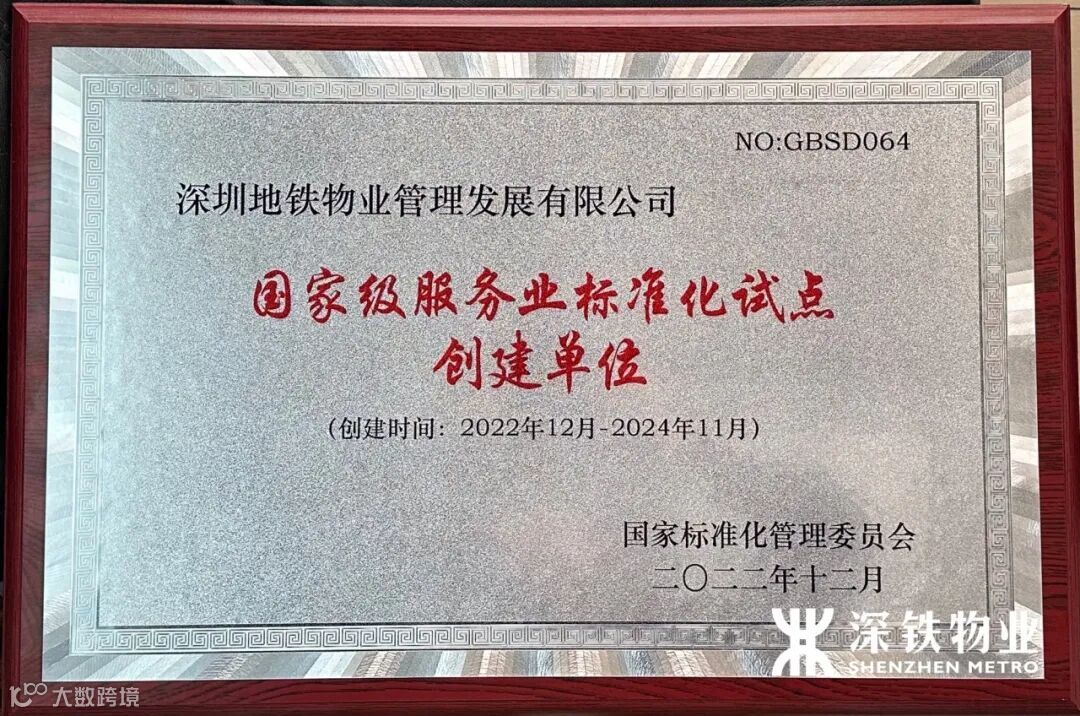 NO:GBSD064
深圳地铁物业管理发展有限公司
国家级服务业标准化试点
创建单位
(创建时间：2022年12月-2024年11月)
国家标准化管理委员会
二〇二二年十二月
深铁物业
SHENZHEN METRO
大数跨境